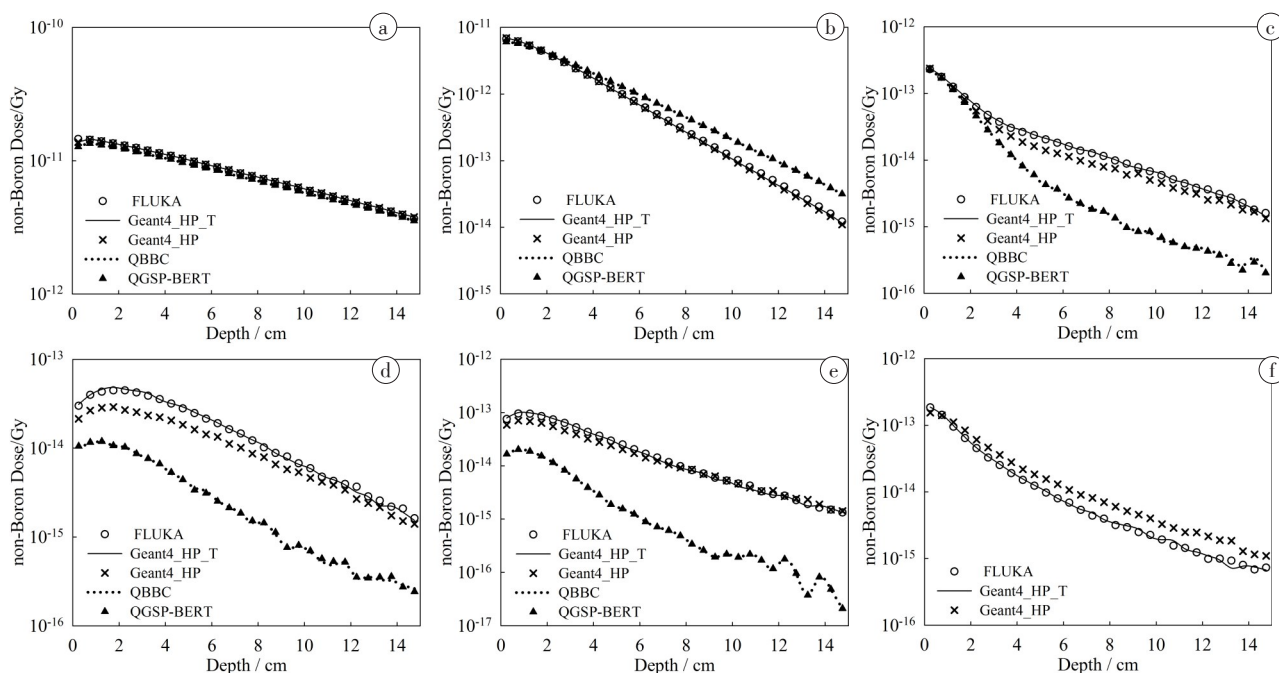 a
non-Boron Dose/Gy
10⁻¹⁰
10⁻¹¹
10⁻¹²
FLUKA
Geant4_HP_T
Geant4_HP
QBBC
QGSP-BERT
0 2 4 6 8 10 12 14
Depth / cm
b
non-Boron Dose/Gy
10⁻¹¹
10⁻¹²
10⁻¹³
10⁻¹⁴
10⁻¹⁵
FLUKA
Geant4_HP_T
Geant4_HP
QBBC
QGSP-BERT
0 2 4 6 8 10 12 14
Depth / cm
c
non-Boron Dose/Gy
10⁻¹²
10⁻¹³
10⁻¹⁴
10⁻¹⁵
10⁻¹⁶
FLUKA
Geant4_HP_T
Geant4_HP
QBBC
QGSP-BERT
0 2 4 6 8 10 12 14
Depth / cm
d
non-Boron Dose/Gy
10⁻¹³
10⁻¹⁴
10⁻¹⁵
10⁻¹⁶
FLUKA
Geant4_HP_T
Geant4_HP
QBBC
QGSP-BERT
0 2 4 6 8 10 12 14
Depth / cm
e
non-Boron Dose/Gy
10⁻¹²
10⁻¹³
10⁻¹⁴
10⁻¹⁵
10⁻¹⁶
10⁻¹⁷
FLUKA
Geant4_HP_T
Geant4_HP
QBBC
QGSP-BERT
0 2 4 6 8 10 12 14
Depth / cm
f
non-Boron Dose/Gy
10⁻¹²
10⁻¹³
10⁻¹⁴
10⁻¹⁵
10⁻¹⁶
FLUKA
Geant4_HP_T
Geant4_HP
0 2 4 6 8 10 12 14
Depth / cm